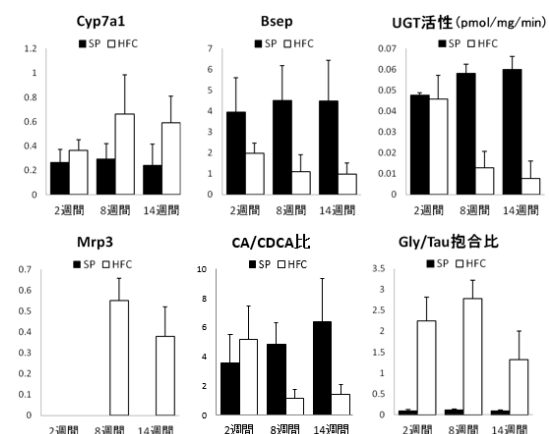 Cyp7a1
■SP □HFC
1.2
1
0.8
0.6
0.4
0.2
0
2週間 8週間 14週間
Bsep
■SP □HFC
7
6
5
4
3
2
1
0
2週間 8週間 14週間
UGT活性(pmol/mg/min)
■SP □HFC
0.07
0.06
0.05
0.04
0.03
0.02
0.01
0.01
2週間 8週間 14週間
Mrp3
■SP □HFC
0.7
0.6
0.5
0.4
0.3
0.2
0.1
0
2週間 8週間 14週間
CA/CDCA比
■SP □HFC
10
8
6
4
2
0
2週間 8週間 14週間
Gly/Tau抱合比
■SP □HFC
3.5
3
2.5
2
1.5
1
0.5
0
2週間 8週間 14週間